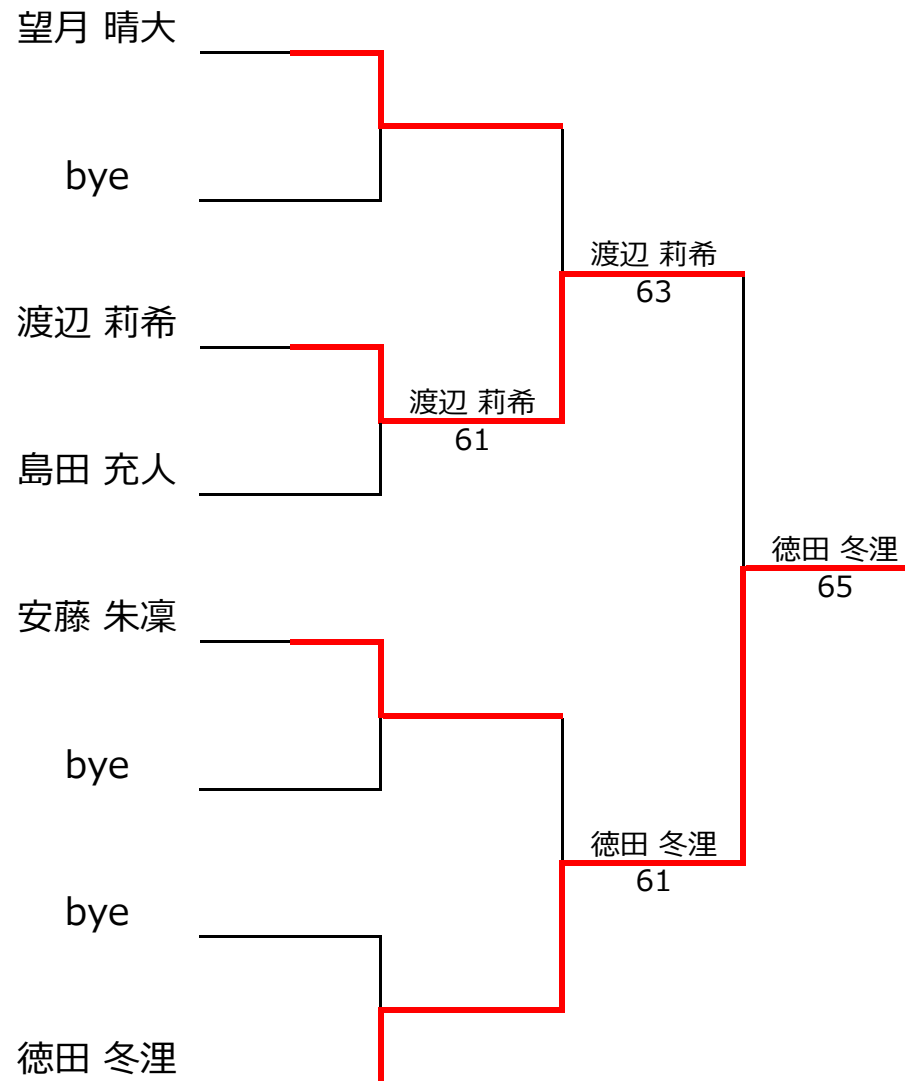 望月 晴大
bye
渡辺 莉希
63
渡辺 莉希
渡辺 莉希
61
島田 充人
徳田 冬浬
65
安藤 朱凜
bye
徳田 冬浬
61
bye
徳田 冬浬